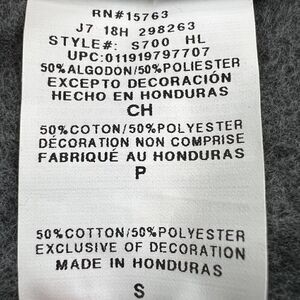 RN#15763
J7 18H 298263
STYLE#: S700 HL
UPC:011919797707
50%ALGODON/50%POLIESTER
EXCEPTO DECORACIÓN
HECHO EN HONDURAS
CH
50%COTON/50%POLYESTER
DÉCORATION NON COMPRISE
FABRIQUÉ AU HONDURAS
P
50%COTTON/50%POLYESTER
EXCLUSIVE OF DECORATION
MADE IN HONDURAS
S